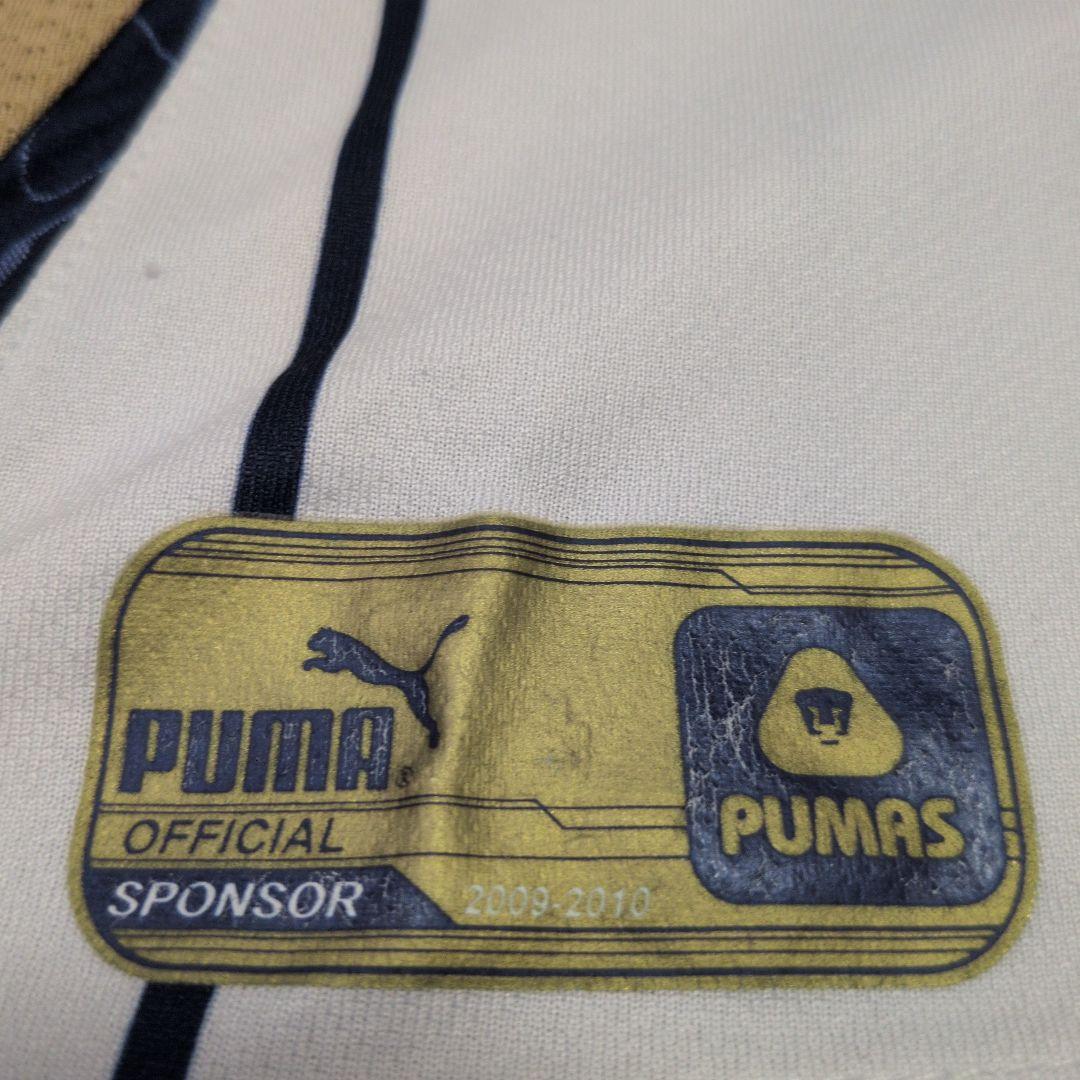 PUMA®
OFFICIAL
SPONSOR
2009-2010
PUMAS